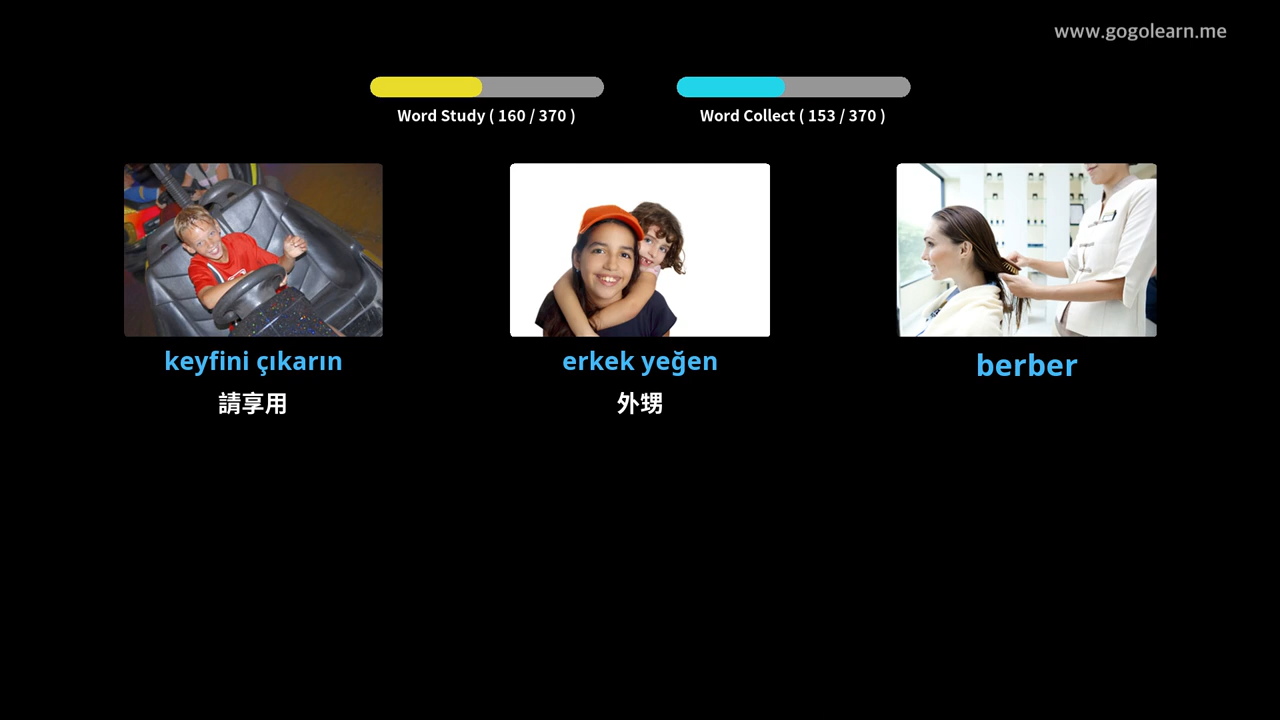 www.gogolearn.me
Word Study ( 160 / 370 )
Word Collect ( 153 / 370 )
keyfini çıkarın
請享用
erkek yeğen
外甥
berber